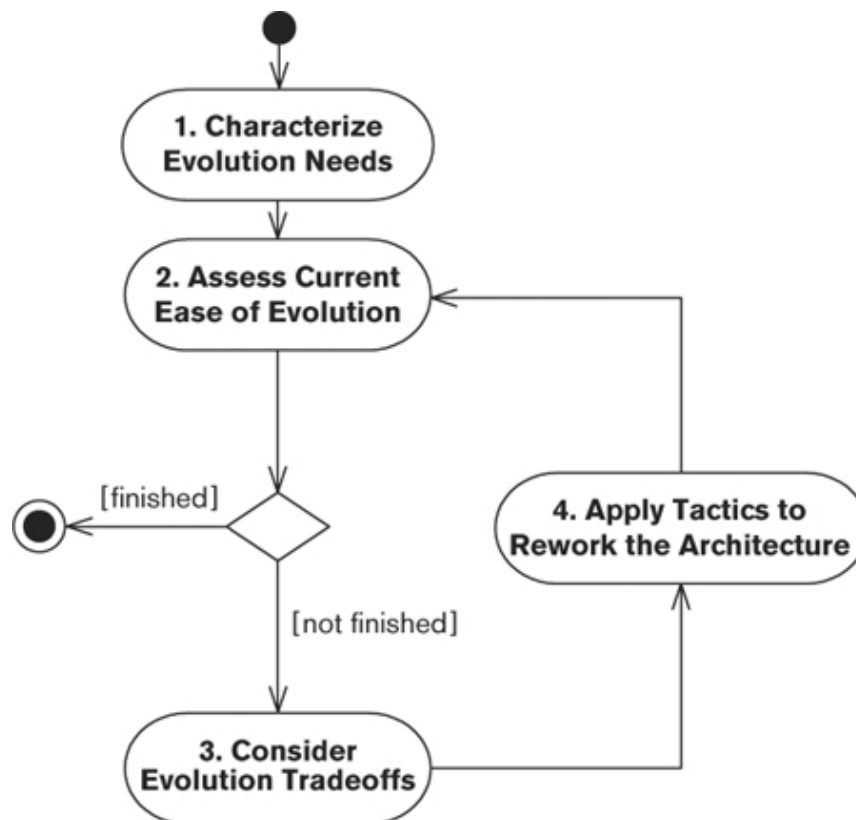 1. Characterize
Evolution Needs
2. Assess Current
Ease of Evolution
[finished]
4. Apply Tactics to
Rework the Architecture
[not finished]
3. Consider
Evolution Tradeoffs